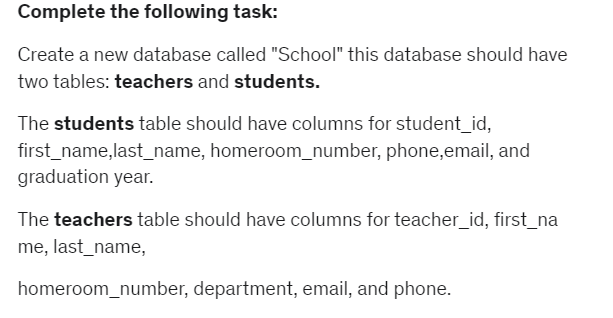 Complete the following task:
Create a new database called "School" this database should have
two tables: teachers and students.
The students table should have columns for student_id,
first_name,last_name, homeroom_number, phone,email, and
graduation year.
The teachers table should have columns for teacher_id, first_na
me, last_name,
homeroom_number, department, email, and phone.